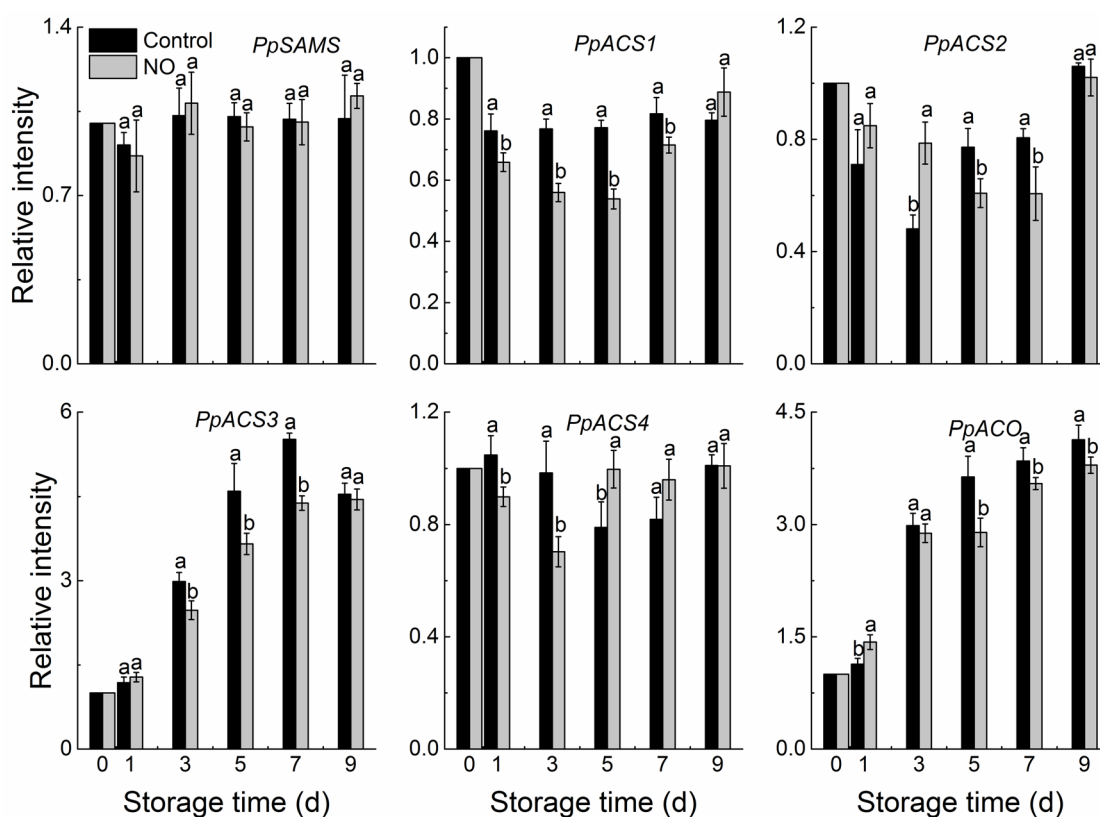 Relative intensity
1.4
0.7
0.0
PpSAMS
Control
NO
a a a a a a a a a a
1.0
0.8
0.6
0.4
0.2
0.0
PpACS1
a b a b a b a b a a
1.2
0.8
0.4
0.0
PpACS2
a a b a a b a b a a
Relative intensity
6
3
0
PpACS3
a a a b a b a b a a
0 1 3 5 7 9
Storage time (d)
1.2
0.8
0.4
0.0
PpACS4
a b a b b a a a a a
0 1 3 5 7 9
Storage time (d)
4.5
3.0
1.5
0.0
PpACO
b a a a a b a b a b
0 1 3 5 7 9
Storage time (d)